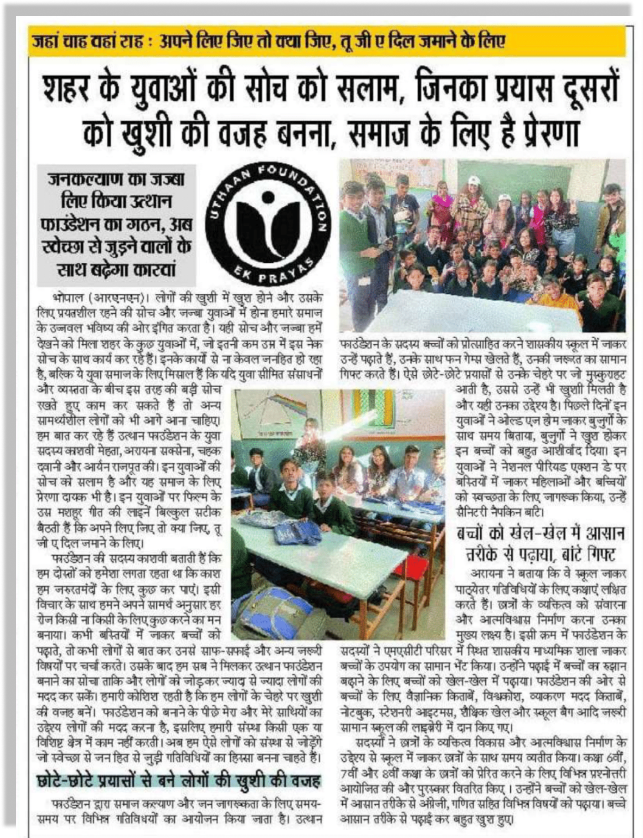 जहां चाह वहां राह : अपने लिए जिए तो क्या जिए, तू जी ए दिल जमाने के लिए
शहर के युवाओं की सोच को सलाम, जिनका प्रयास दूसरों
को खुशी की वजह बनना, समाज के लिए है प्रेरणा
जनकल्याण का जज्बा
लिए किया उत्थान
फाउंडेशन का गठन, अब
स्वेच्छा से जुड़ने वालों के
साथ बढ़ेगा कारवां
UTHAAN FOUNDATION
EK PRAYAS
भोपाल (आरएनएन)। लोगों की खुशी में खुश होने और उसके
लिए प्रयत्नशील रहने की सोच और जज्बा युवाओं में होना हमारे समाज
के उज्जवल भविष्य की ओर इंगित करता है। यही सोच और जज्बा हमें
देखने को मिला शहर के कुछ युवाओं में, जो इतनी कम उम्र में इस नेक
सोच के साथ कार्य कर रहे हैं। इनके कार्यों से ना केवल जनहित हो रहा
है, बल्कि ये युवा समाज के लिए मिसाल हैं कि यदि युवा सीमित संसाधनों
और व्यस्तता के बीच इस तरह की बड़ी सोच
रखते हुए काम कर सकते हैं तो अन्य
सामर्थ्यशील लोगों को भी आगे आना चाहिए।
हम बात कर रहे हैं उत्थान फाउंडेशन के युवा
सदस्य काशवी मेहता, अरायना सक्सेना, चहक
दवानी और आर्यन राजपूत की। इन युवाओं की
सोच को सलाम है और यह समाज के लिए
प्रेरणा दायक भी है। इन युवाओं पर फिल्म के
उस मशहूर गीत की लाइनें बिल्कुल सटीक
बैठती हैं कि अपने लिए जिए तो क्या जिए, तू
जी ए दिल जमाने के लिए।
फाउंडेशन की सदस्य काशवी बताती हैं कि
हम दोस्तों को हमेशा लगता रहता था कि काश
हम जरुरतमंदों के लिए कुछ कर पाएं। इसी
विचार के साथ हमने अपने सामर्थ अनुसार हर
रोज किसी ना किसी के लिए कुछ करने का मन
बनाया। कभी बस्तियों में जाकर बच्चों को
पढ़ाते, तो कभी लोगों से बात कर उनसे साफ-सफाई और अन्य जरुरी
विषयों पर चर्चा करते। उसके बाद हम सब ने मिलकर उत्थान फाउंडेशन
बनाने का सोचा ताकि और लोगों को जोड़कर ज्यादा से ज्यादा लोगों की
मदद कर सकें। हमारी कोशिश रहती है कि हम लोगों के चेहरे पर खुशी
की वजह बनें। फाउंडेशन को बनाने के पीछे मेरा और मेरे साथियों का
उद्देश्य लोगों की मदद करना है, इसलिए हमारी संस्था किसी एक या
विशिष्ट क्षेत्र में काम नहीं करती। अब हम ऐसे लोगों को संस्था से जोड़ेंगे
जो स्वेच्छा से जन हित से जुड़ी गतिविधियों का हिस्सा बनना चाहते हैं।
छोटे-छोटे प्रयासों से बने लोगों की खुशी की वजह
फाउंडेशन द्वारा समाज कल्याण और जन जागरूकता के लिए समय-
समय पर विभिन्न गतिविधियों का आयोजन किया जाता है। उत्थान
फाउंडेशन के सदस्य बच्चों को प्रोत्साहित करने शासकीय स्कूल में जाकर
उन्हें पढ़ाते हैं, उनके साथ फन गेम्स खेलते हैं, उनकी जरूरत का सामान
गिफ्ट करते हैं। ऐसे छोटे-छोटे प्रयासों से उनके चेहरे पर जो मुस्कुराहट
आती है, उससे उन्हें भी खुशी मिलती है
और यही उनका उद्देश्य है। पिछले दिनों इन
युवाओं ने ओल्ड एज होम जाकर बुजुर्गों के
साथ समय बिताया, बुजुर्गों ने खुश होकर
इन बच्चों को बहुत आशीर्वाद दिया। इन
युवाओं ने नेशनल पीरियड एक्शन डे पर
बस्तियों में जाकर महिलाओं और बच्चियों
को स्वच्छता के लिए जागरूक किया, उन्हें
सैनिटरी नैपकिन बांटे।
बच्चों को खेल-खेल में आसान
तरीके से पढ़ाया, बांटे गिफ्ट
अरायना ने बताया कि वे स्कूल जाकर
पाठ्येतर गतिविधियों के लिए कक्षाएं लक्षित
करते हैं। छात्रों के व्यक्तित्व को संवारना
और आत्मविश्वास निर्माण करना उनका
मुख्य लक्ष्य है। इसी क्रम में फाउंडेशन के
सदस्यों ने एमएसीटी परिसर में स्थित शासकीय माध्यमिक शाला जाकर
बच्चों के उपयोग का सामान भेंट किया। उन्होंने पढ़ाई में बच्चों का रुझान
बढ़ाने के लिए बच्चों को खेल-खेल में पढ़ाया। फाउंडेशन की ओर से
बच्चों के लिए वैज्ञानिक किताबें, विश्वकोश, व्याकरण मदद किताबें,
नोटबुक, स्टेशनरी आइटमस, शैक्षिक खेल और स्कूल बैग आदि जरूरी
सामान स्कूल की लाइब्रेरी में दान किए गए।
सदस्यों ने छात्रों के व्यक्तित्व विकास और आत्मविश्वास निर्माण के
उद्देश्य से स्कूल में जाकर छात्रों के साथ समय व्यतीत किया। कक्षा 6वीं,
7वीं और 8वीं कक्षा के छात्रों को प्रेरित करने के लिए विभिन्न प्रश्नोत्तरी
आयोजित की और पुरस्कार वितरित किए । उन्होंने बच्चों को खेल-खेल
में आसान तरीके से अंग्रेजी, गणित सहित विभिन्न विषयों को पढ़ाया। बच्चे
आसान तरीके से पढ़ाई कर बहुत खुश हुए।